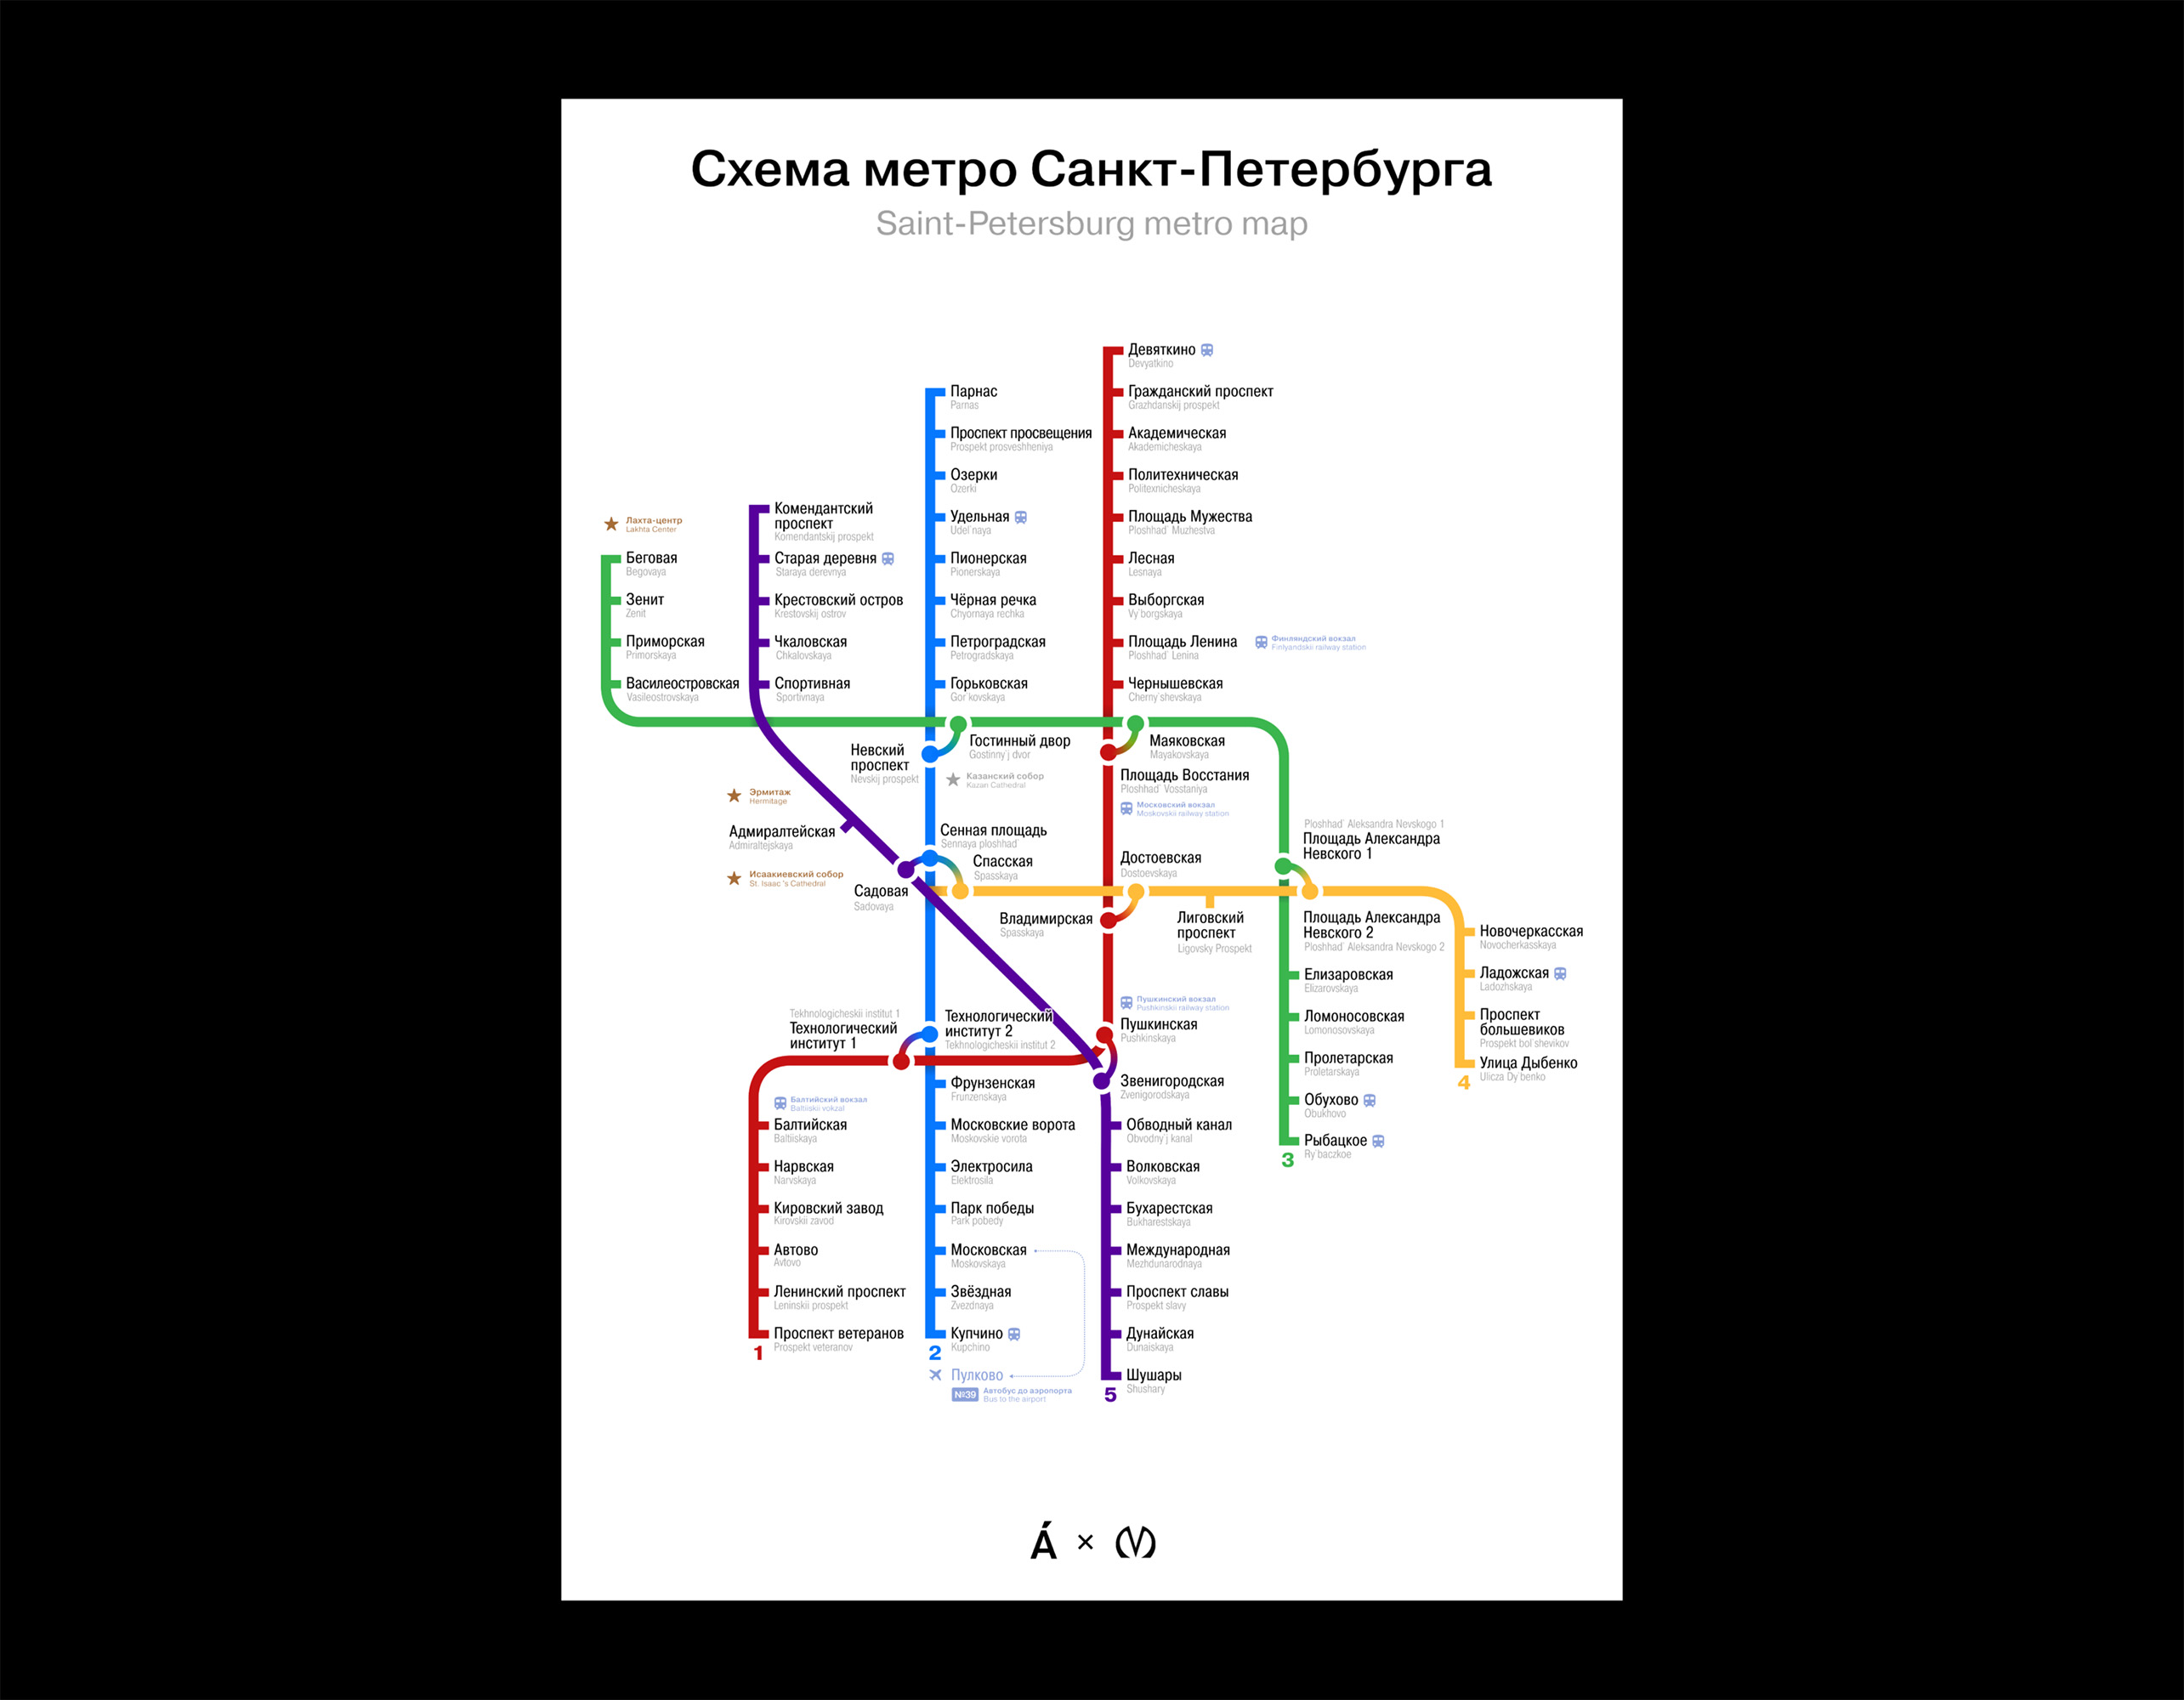 Схема метро Санкт-Петербурга
Saint-Petersburg metro map
Лахта-центр
Lakhta Center
Беговая
Begovaya
Зенит
Zenit
Приморская
Primorskaya
Василеостровская
Vasileostrovskaya
Комендантский
проспект
Komendantskij prospekt
Старая деревня
Staraya derevnya
Крестовский остров
Krestovskij ostrov
Чкаловская
Chkalovskaya
Спортивная
Sportivnaya
Парнас
Parnas
Проспект просвещения
Prospekt prosveshheniya
Озерки
Ozerki
Удельная
Udel`naya
Пионерская
Pionerskaya
Чёрная речка
Chyornaya rechka
Петроградская
Petrogradskaya
Горьковская
Gor`kovskaya
Девяткино
Devyatkino
Гражданский проспект
Grazhdanskij prospekt
Академическая
Akademicheskaya
Политехническая
Politexnicheskaya
Площадь Мужества
Ploshhad` Muzhestva
Лесная
Lesnaya
Выборгская
Vy`borgskaya
Площадь Ленина
Ploshhad` Lenina
Финляндский вокзал
Finlyandskii railway station
Чернышевская
Cherny`shevskaya
Невский
проспект
Nevskij prospekt
Гостинный двор
Gostinny`j dvor
Казанский собор
Kazan Cathedral
Маяковская
Mayakovskaya
Площадь Восстания
Ploshhad` Vosstaniya
Московский вокзал
Moskovskii railway station
Эрмитаж
Hermitage
Адмиралтейская
Admiraltejskaya
Исаакиевский собор
St. Isaac 's Cathedral
Сенная площадь
Sennaya ploshhad`
Спасская
Spasskaya
Садовая
Sadovaya
Достоевская
Dostoevskaya
Владимирская
Spasskaya
Лиговский
проспект
Ligovsky Prospekt
Ploshhad` Aleksandra Nevskogo 1
Площадь Александра
Невского 1
Площадь Александра
Невского 2
Ploshhad` Aleksandra Nevskogo 2
Новочеркасская
Novocherkasskaya
Ладожская
Ladozhskaya
Проспект
большевиков
Prospekt bol`shevikov
Улица Дыбенко
Ulicza Dy`benko
4
Елизаровская
Elizarovskaya
Ломоносовская
Lomonosovskaya
Пролетарская
Proletarskaya
Обухово
Obukhovo
Рыбацкое
Ry`baczkoe
3
Tekhnologicheskii institut 1
Технологический
институт 1
Технологический
институт 2
Tekhnologicheskii institut 2
Пушкинский вокзал
Pushkinskii railway station
Пушкинская
Pushkinskaya
Звенигородская
Zvenigorodskaya
Балтийский вокзал
Baltiiskii vokzal
Балтийская
Baltiiskaya
Нарвская
Narvskaya
Кировский завод
Kirovskii zavod
Автово
Avtovo
Ленинский проспект
Leninskii prospekt
Проспект ветеранов
Prospekt veteranov
1
Фрунзенская
Frunzenskaya
Московские ворота
Moskovskie vorota
Электросила
Elektrosila
Парк победы
Park pobedy
Московская
Moskovskaya
Звёздная
Zvezdnaya
Купчино
Kupchino
2
Пулково
№39
Автобус до аэропорта
Bus to the airport
Обводный канал
Obvodny`j kanal
Волковская
Volkovskaya
Бухарестская
Bukharestskaya
Международная
Mezhdunarodnaya
Проспект славы
Prospekt slavy
Дунайская
Dunaiskaya
Шушары
Shushary
5
Á ×